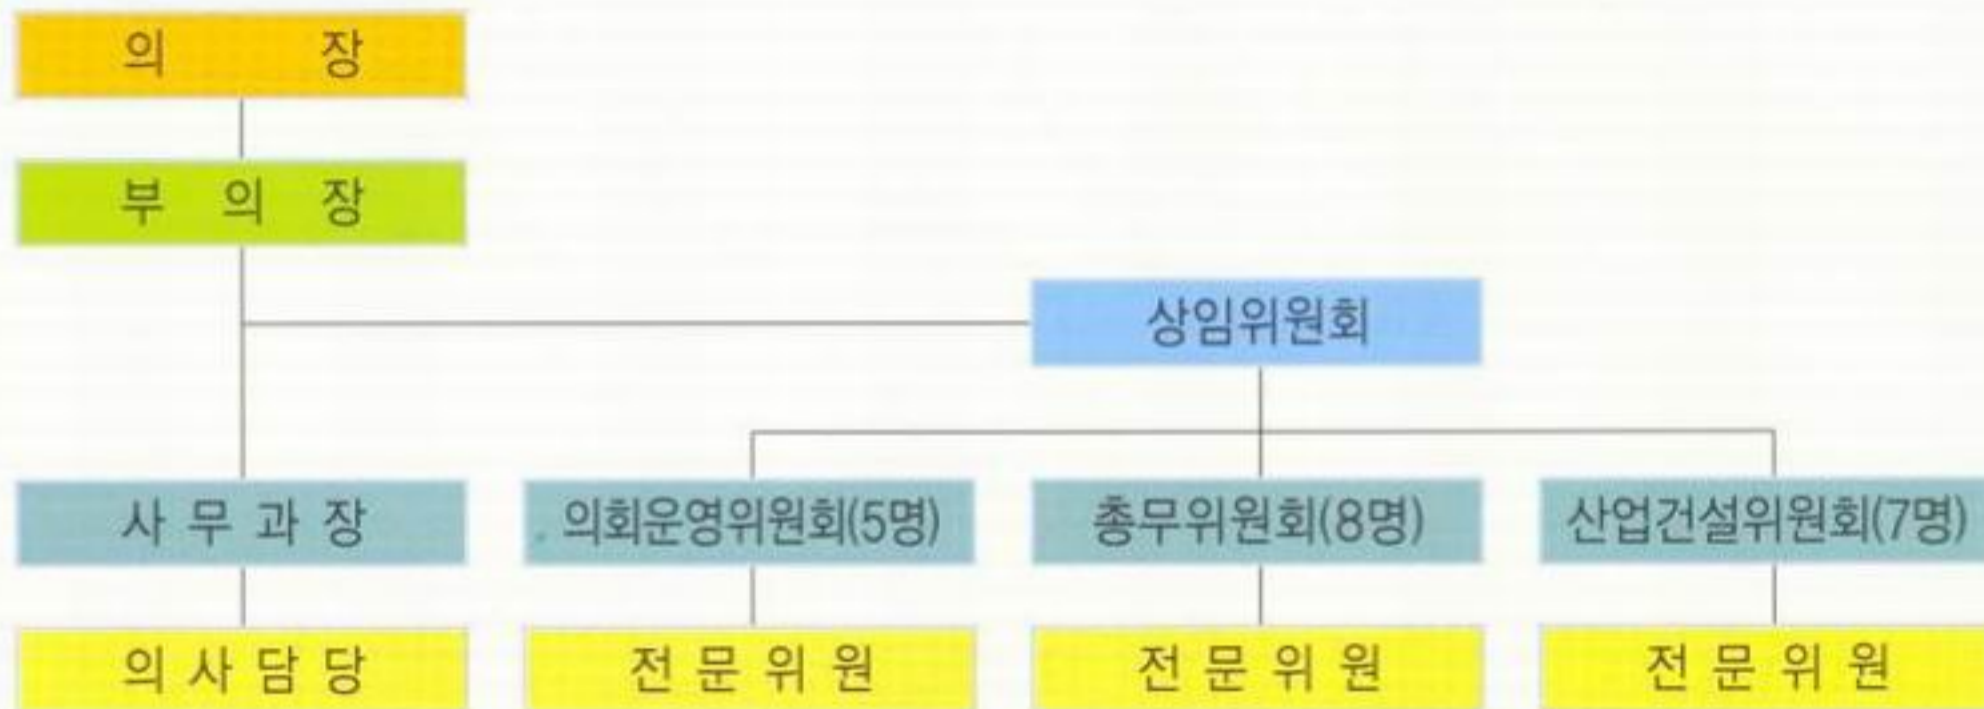 의 장
부 의 장
상임위원회
사 무 과 장
의회운영위원회(5명)
총무위원회(8명)
산업건설위원회(7명)
의 사 담 당
전 문 위 원
전 문 위 원
전 문 위 원